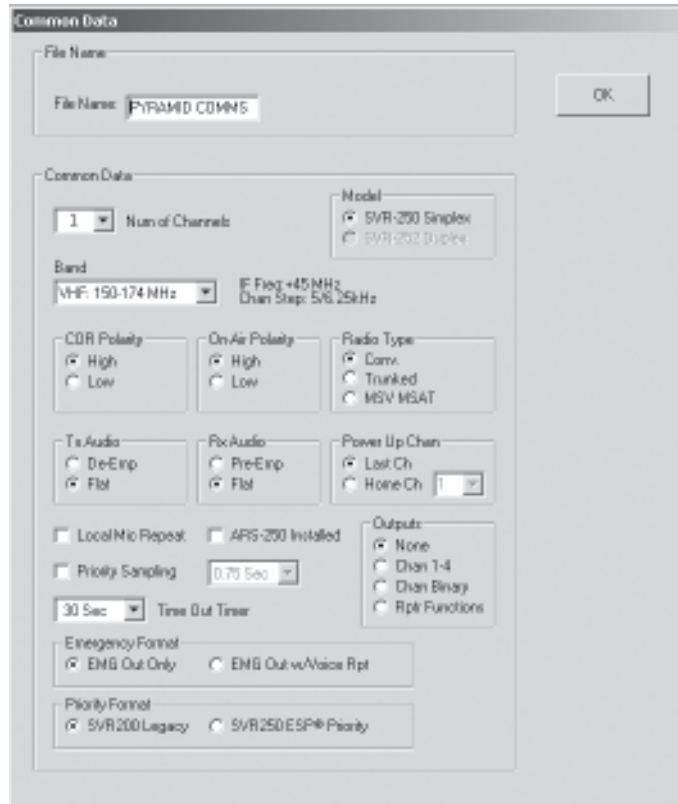 Common Data
File Name
File Name: PYRAMID COMMS
OK
Common Data
1 Num of Channels
Model
SVR-250 Simplex
SVR-252 Duplex
Band
VHF: 150-174 MHz
IF Freq: +45 MHz
Chan Step: 5/6.25kHz
COR Polarity
High
Low
On-Air Polarity
High
Low
Radio Type
Conv.
Trunked
MSV MSAT
Tx Audio
De-Emp
Flat
Rx Audio
Pre-Emp
Flat
Power Up Chan
Last Ch
Home Ch 1
Local Mic Repeat
ARS-250 Installed
Priority Sampling
0.75 Sec
30 Sec Time Out Timer
Outputs
None
Chan 1-4
Chan Binary
Rptr Functions
Emergency Format
EMG Out Only
EMG Out w/Voice Rpt
Priority Format
SVR200 Legacy
SVR250 ESP® Priority